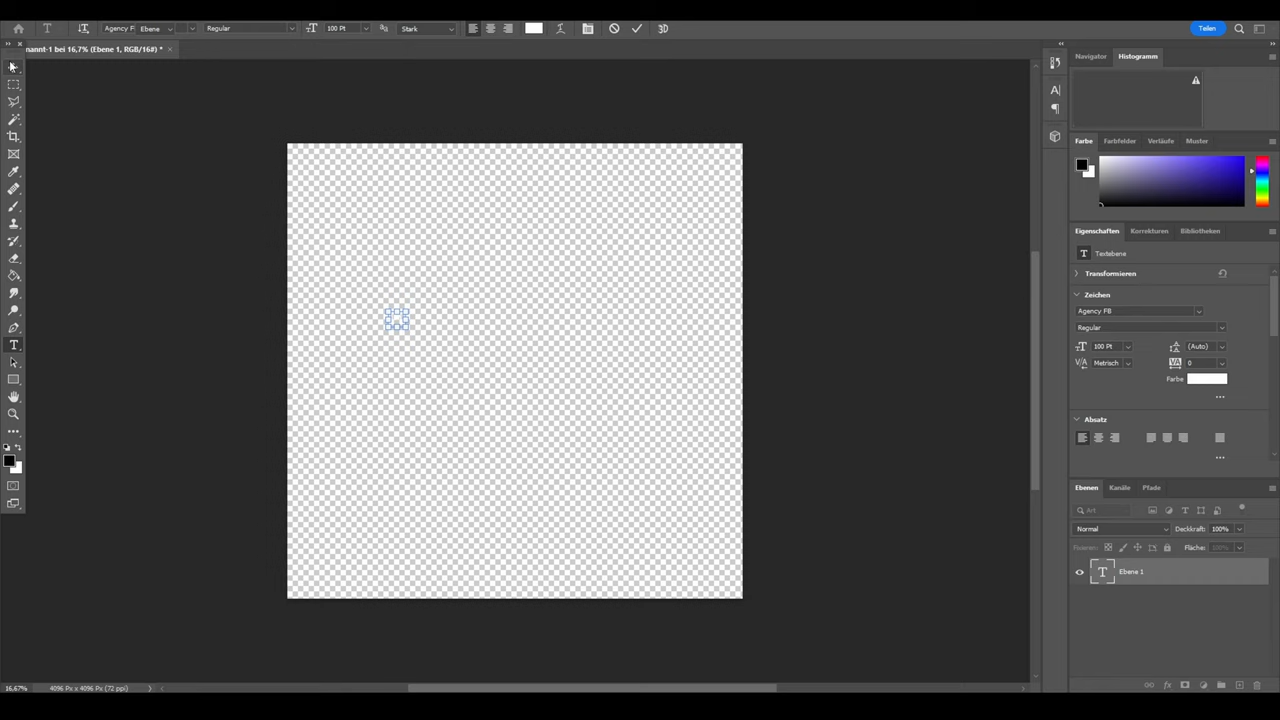 Agency F Ebene Regular 100 Pt Stark 3D Teilen
nannt-1 bei 16,7% (Ebene 1, RGB/16#) * ×
Navigator Histogramm
Farbe Farbfelder Verläufe Muster
Eigenschaften Korrekturen Bibliotheken
Textebene
Transformieren
Zeichen
Agency FB
Regular
100 Pt (Auto)
Metrisch 0
Farbe
Absatz
Ebenen Kanäle Pfade
Art
Normal Deckkraft: 100%
Fixieren: Fläche: 100%
Ebene 1
16,67% 4096 Px x 4096 Px (72 ppi)